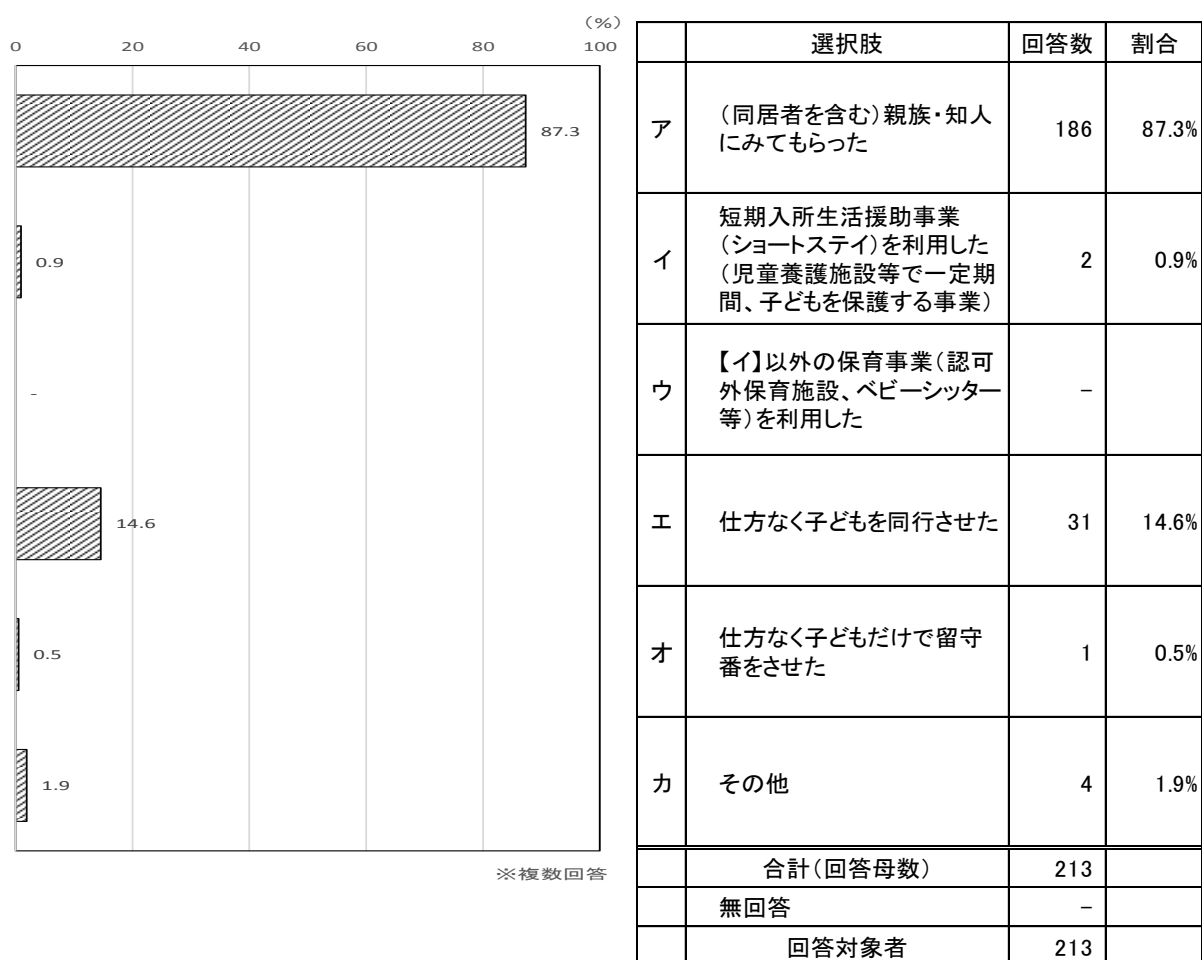 (%)
0 20 40 60 80 100
87.3
0.9
-
14.6
0.5
1.9
※複数回答
選択肢 回答数 割合
ア (同居者を含む)親族・知人 186 87.3%
にみてもらった
イ 短期入所生活援助事業 2 0.9%
(ショートステイ)を利用した
(児童養護施設等で一定期
間、子どもを保護する事業)
ウ 【イ】以外の保育事業(認可 -
外保育施設、ベビーシッター
等)を利用した
エ 仕方なく子どもを同行させた 31 14.6%
オ 仕方なく子どもだけで留守 1 0.5%
番をさせた
カ その他 4 1.9%
合計(回答母数) 213
無回答 -
回答対象者 213